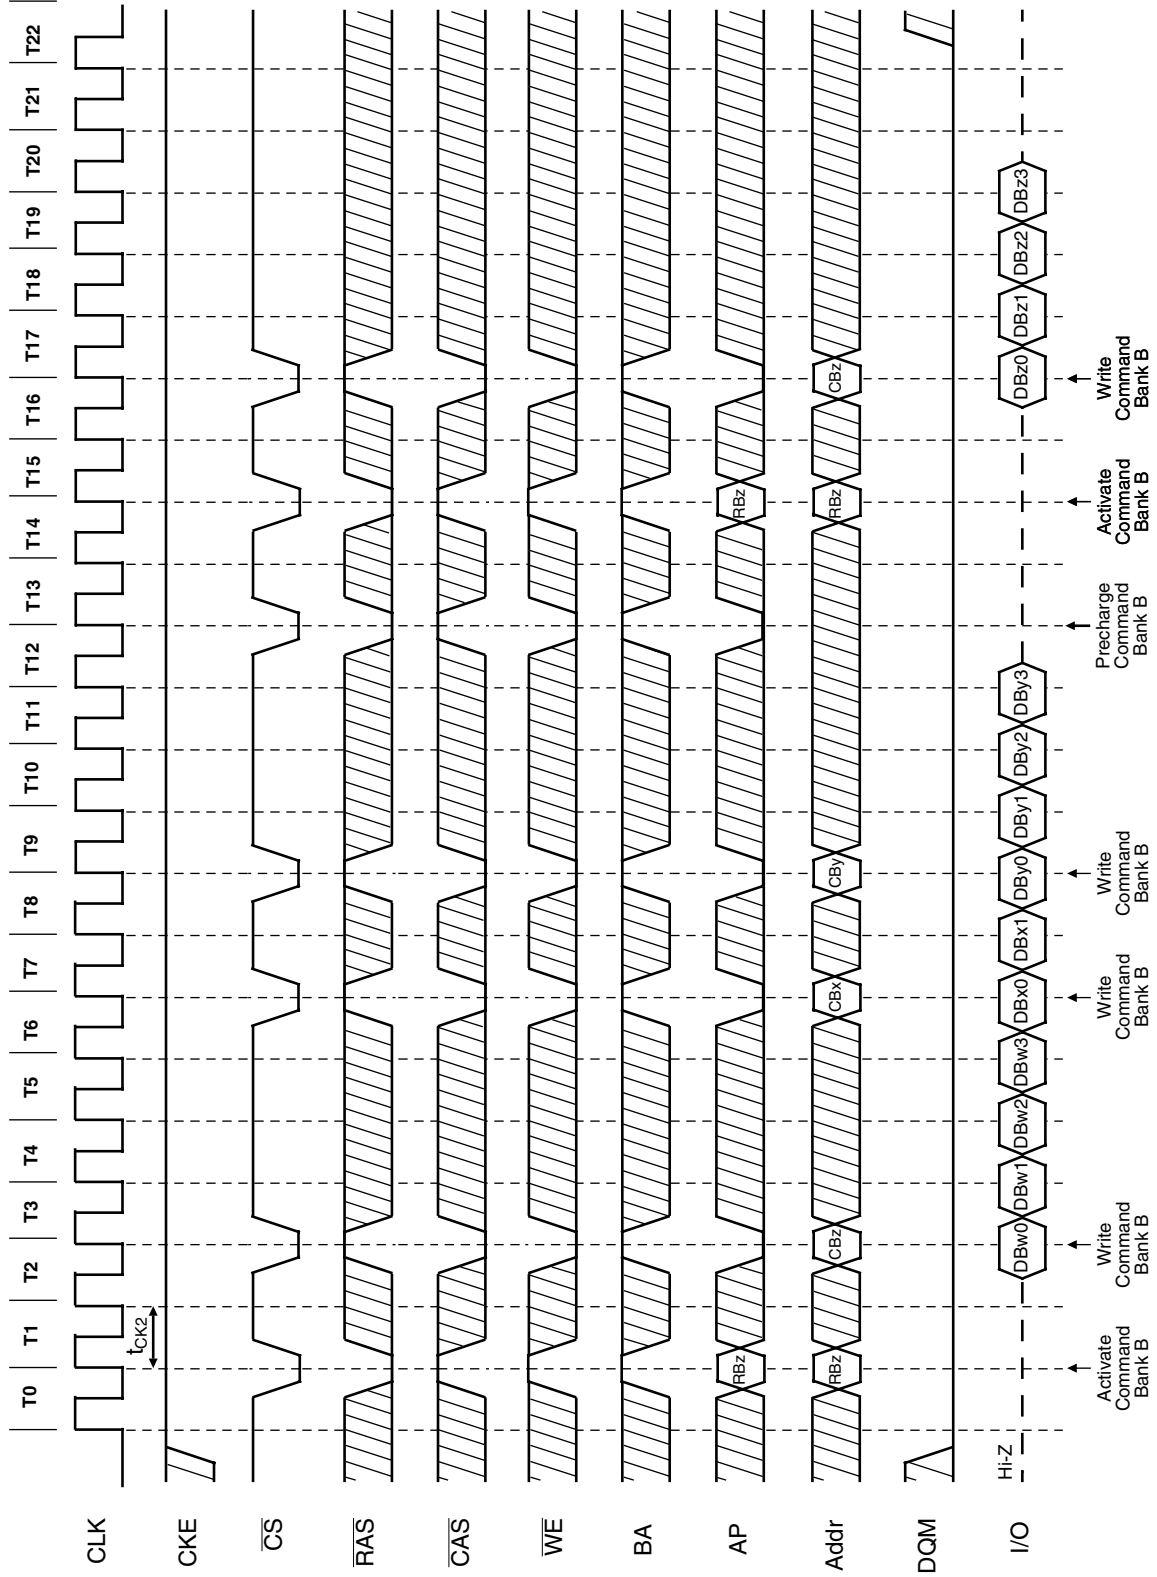 T0 T1 T2 T3 T4 T5 T6 T7 T8 T9 T10 T11 T12 T13 T14 T15 T16 T17 T18 T19 T20 T21 T22
CLK
tCK2
CKE
CS
RAS
CAS
WE
BA
AP
RBz RBz
Addr
RBz CBz CBx CBy RBz CBz
DQM
I/O
Hi-Z
DBw0 DBw1 DBw2 DBw3 DBx0 DBx1 DBy0 DBy1 DBy2 DBy3 DBz0 DBz1 DBz2 DBz3
Activate
Command
Bank B
Write
Command
Bank B
Write
Command
Bank B
Write
Command
Bank B
Precharge
Command
Bank B
Activate
Command
Bank B
Write
Command
Bank B